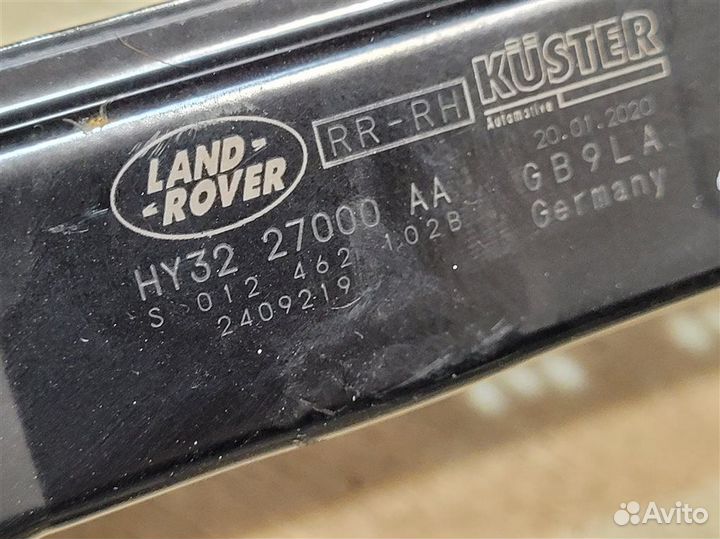 LAND-
-ROVER
RR-RH
KÜSTER
Automotive
20.01.2020
GB9LA
Germany
HY32 27000 AA
S 012 462 102B
2409219
Avito